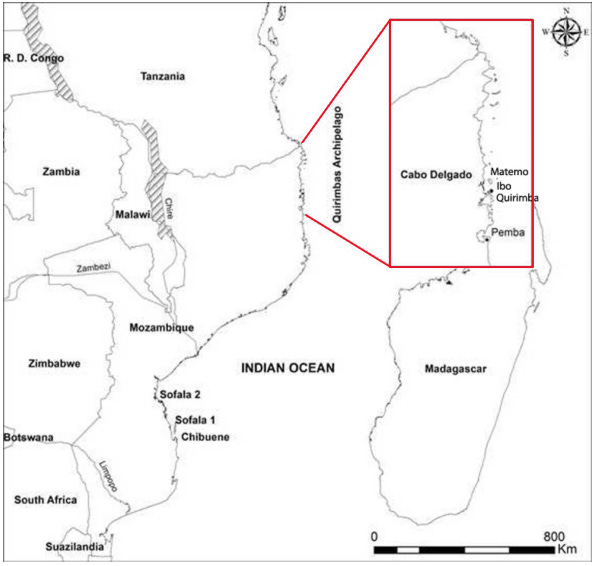 N
W
E
S
R. D. Congo
Tanzania
Quirimbas Archipelago
Cabo Delgado
Matemo
Ibo
Quirimba
Pemba
Zambia
Malawi
Chire
Zambezi
Mozambique
Zimbabwe
INDIAN OCEAN
Madagascar
Sofala 2
Sofala 1
Chibuene
Botswana
Limpopo
South Africa
Suazilandia
0
800
Km